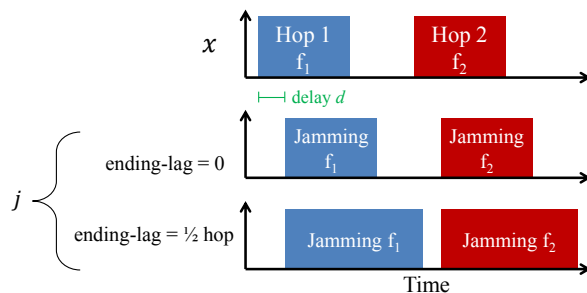 x
Hop 1
f₁
Hop 2
f₂
delay d
j
ending-lag = 0
Jamming
f₁
Jamming
f₂
ending-lag = ½ hop
Jamming f₁
Jamming f₂
Time